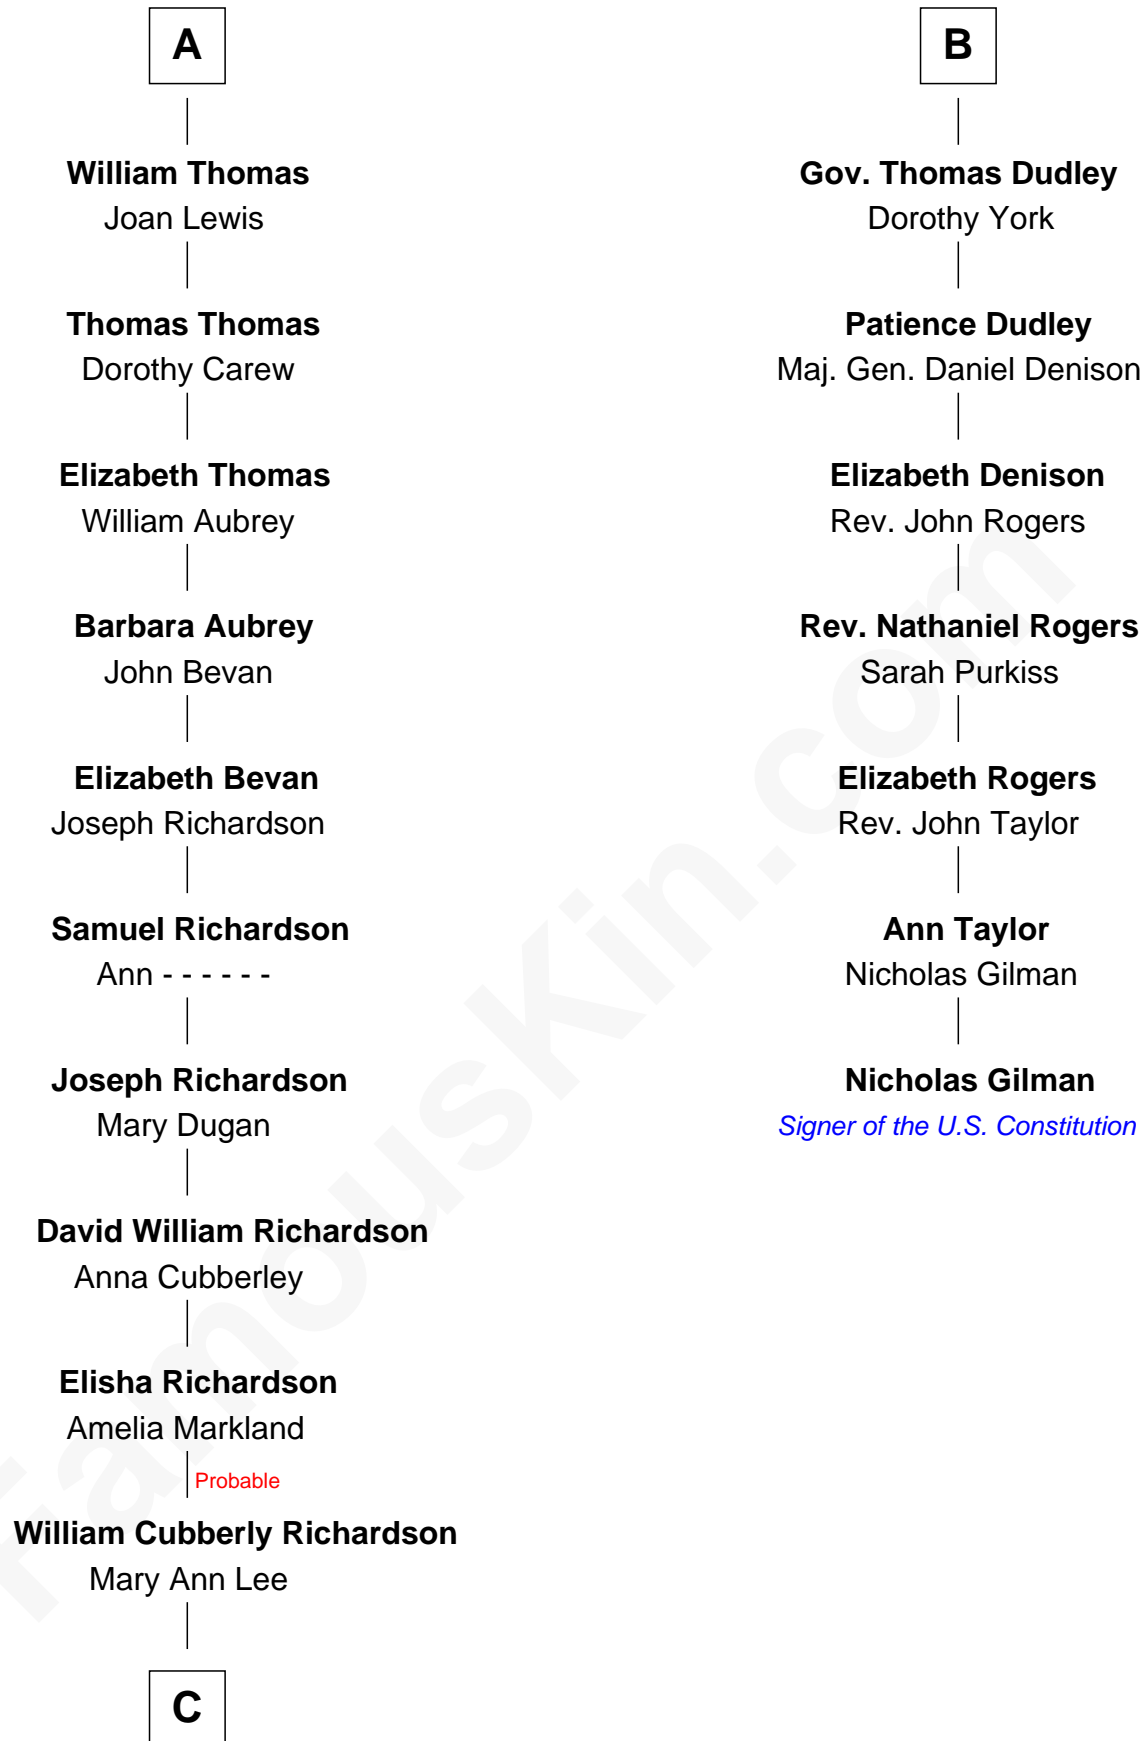 A
William Thomas
Joan Lewis
Thomas Thomas
Dorothy Carew
Elizabeth Thomas
William Aubrey
Barbara Aubrey
John Bevan
Elizabeth Bevan
Joseph Richardson
Samuel Richardson
Ann - - - - - -
Joseph Richardson
Mary Dugan
David William Richardson
Anna Cubberley
Elisha Richardson
Amelia Markland
Probable
William Cubberly Richardson
Mary Ann Lee
C
B
Gov. Thomas Dudley
Dorothy York
Patience Dudley
Maj. Gen. Daniel Denison
Elizabeth Denison
Rev. John Rogers
Rev. Nathaniel Rogers
Sarah Purkiss
Elizabeth Rogers
Rev. John Taylor
Ann Taylor
Nicholas Gilman
Nicholas Gilman
Signer of the U.S. Constitution
FamousKin.com